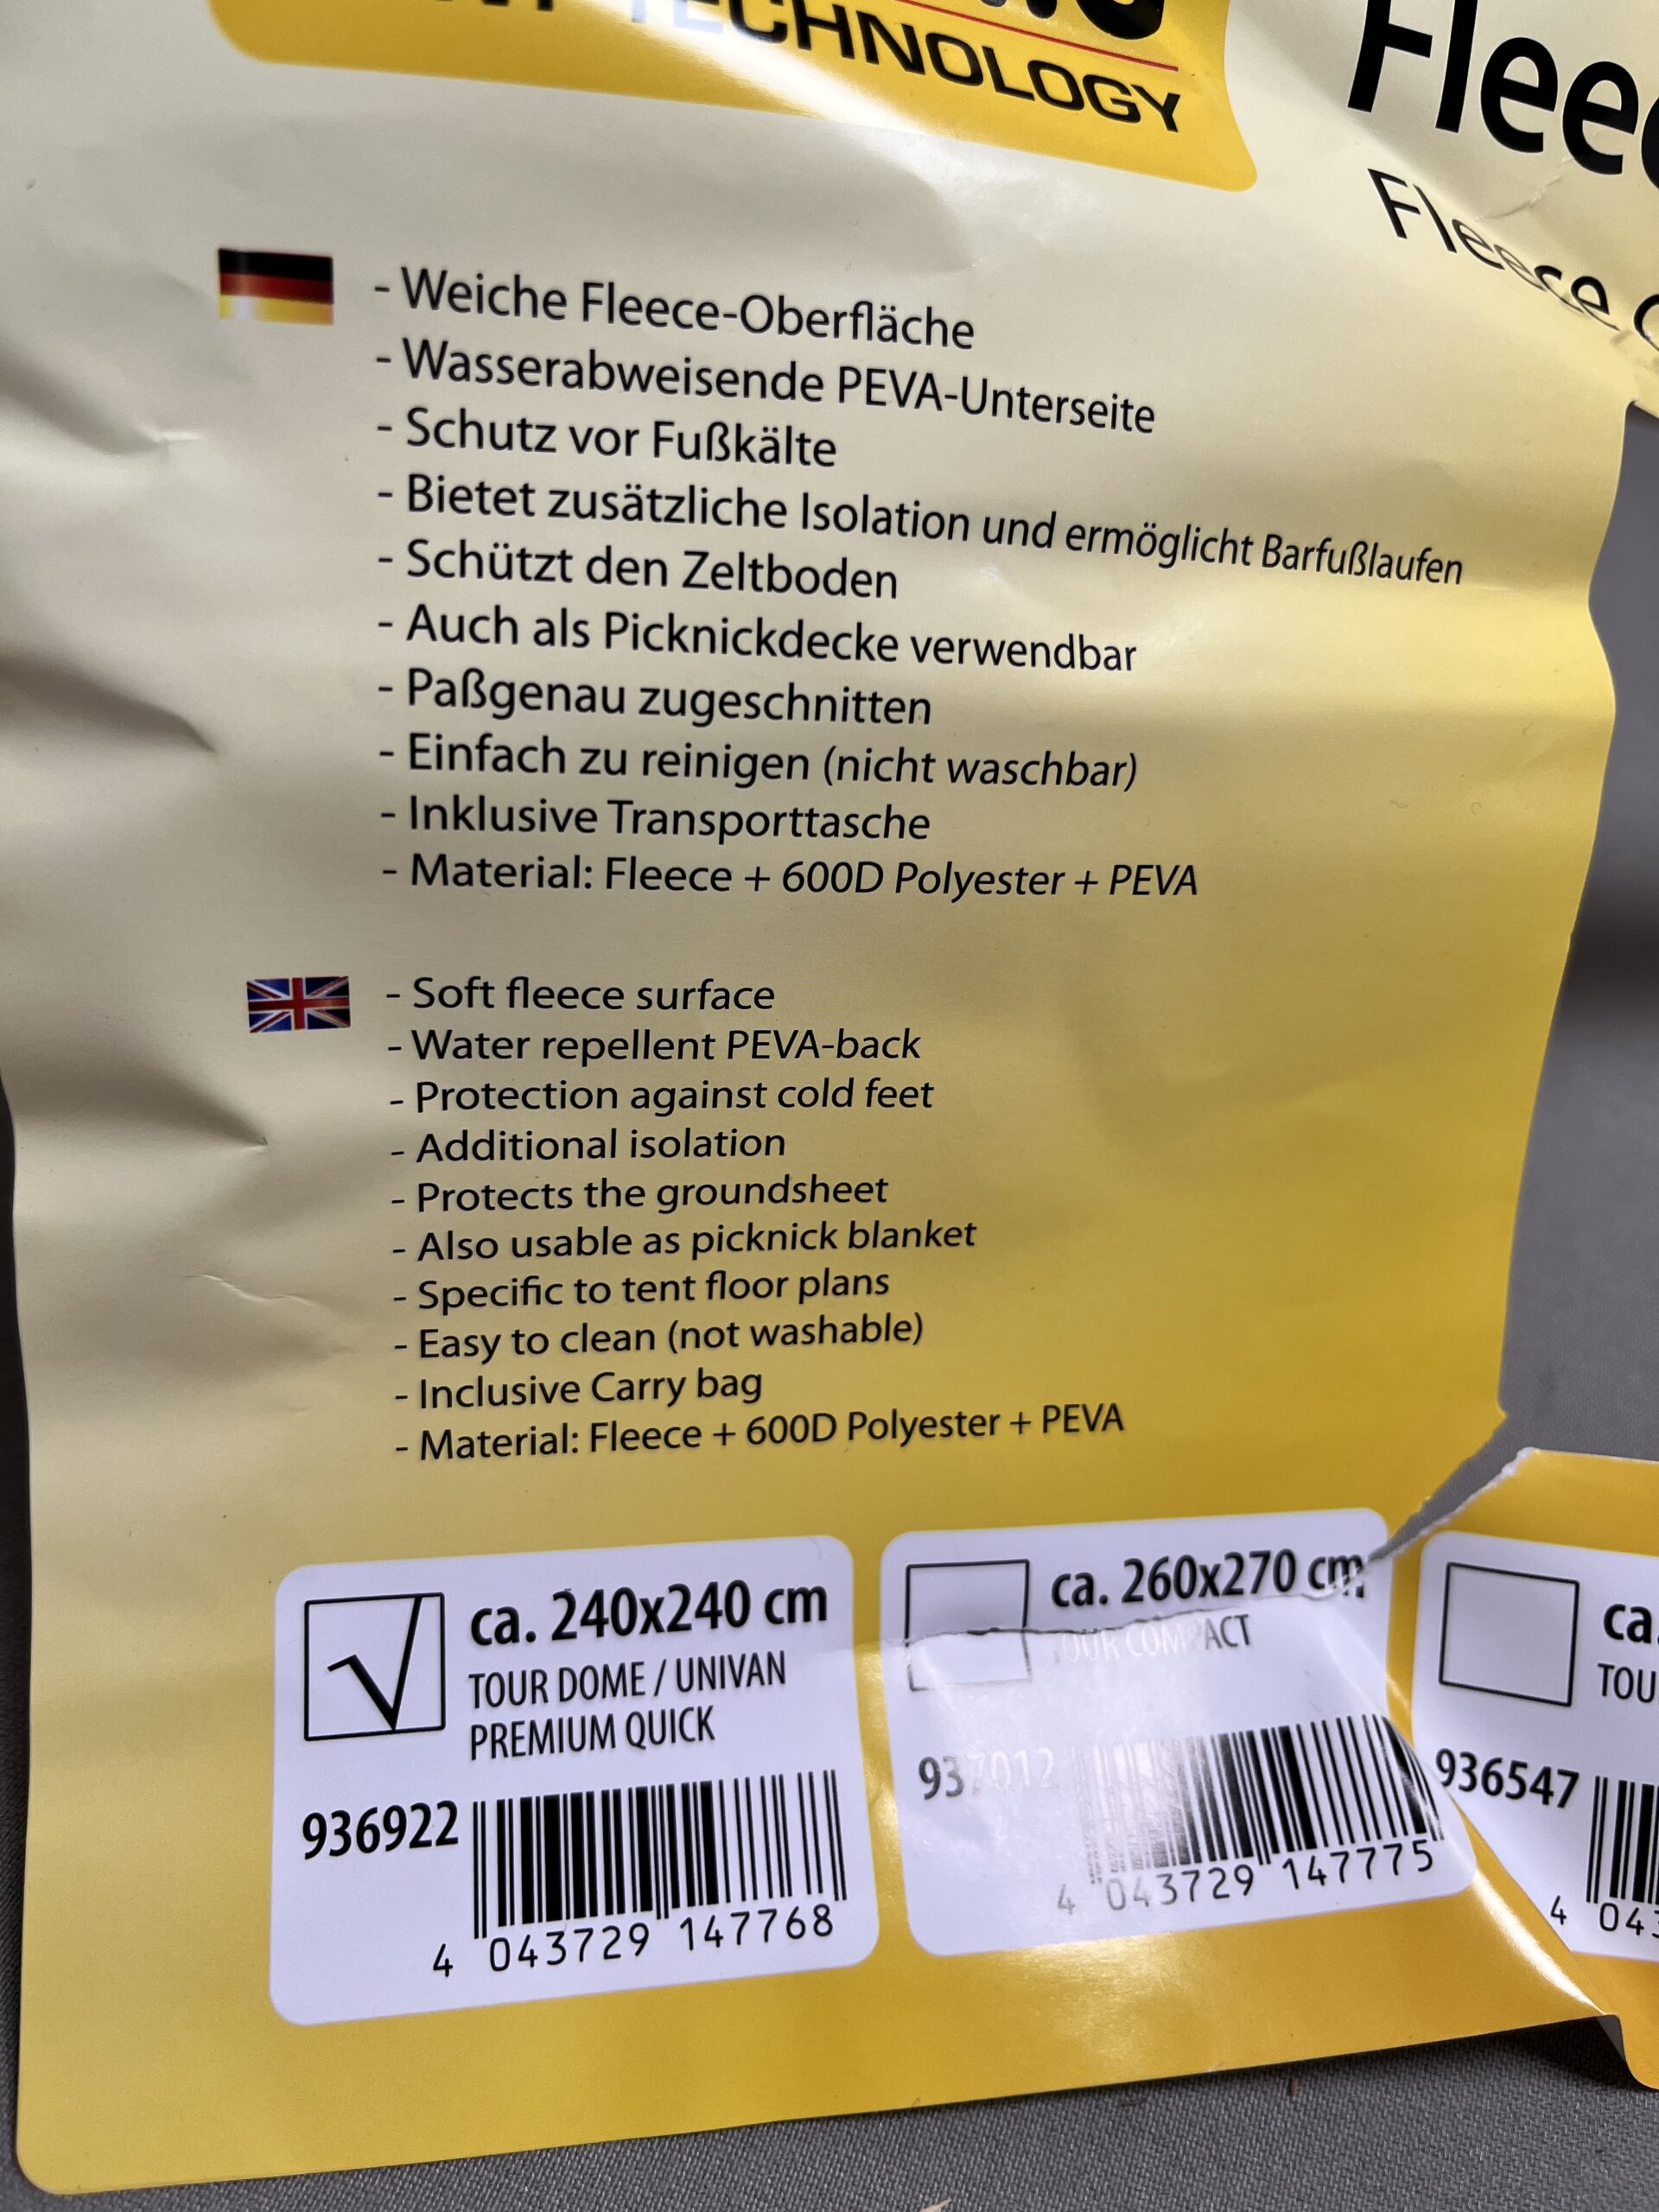 TECHNOLOGY
- Weiche Fleece-Oberfläche
- Wasserabweisende PEVA-Unterseite
- Schutz vor Fußkälte
- Bietet zusätzliche Isolation und ermöglicht Barfußlaufen
- Schützt den Zeltboden
- Auch als Picknickdecke verwendbar
- Paßgenau zugeschnitten
- Einfach zu reinigen (nicht waschbar)
- Inklusive Transporttasche
- Material: Fleece + 600D Polyester + PEVA
- Soft fleece surface
- Water repellent PEVA-back
- Protection against cold feet
- Additional isolation
- Protects the groundsheet
- Also usable as picknick blanket
- Specific to tent floor plans
- Easy to clean (not washable)
- Inclusive Carry bag
- Material: Fleece + 600D Polyester + PEVA
Fleece
ca. 240x240 cm
TOUR DOME / UNIVAN
PREMIUM QUICK
936922
4 043729 147768
ca. 260x270 cm
TOUR COMPACT
937012
4 043729 147775
ca.
936547